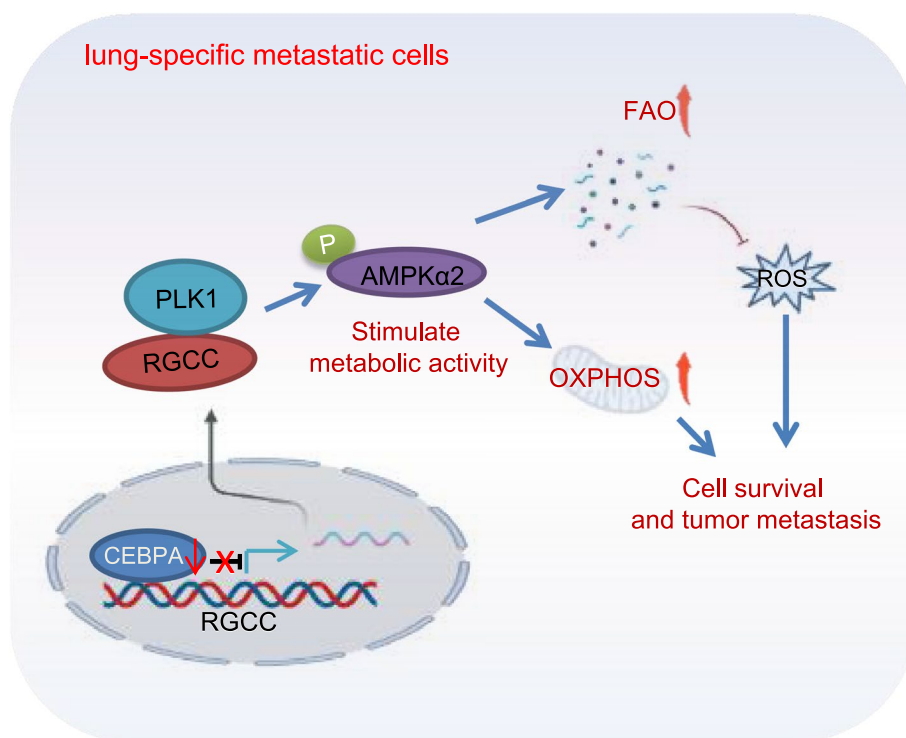 lung-specific metastatic cells
FAO
P
AMPKα2
PLK1
RGCC
ROS
Stimulate
metabolic activity
OXPHOS
Cell survival
and tumor metastasis
CEBPA
X
RGCC